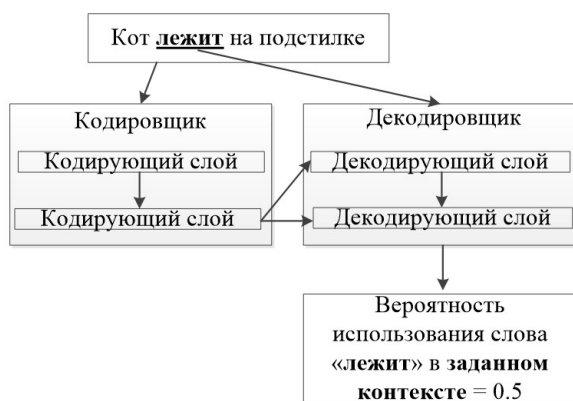 Кот лежит на подстилке
Кодировщик
Кодирующий слой
Кодирующий слой
Декодировщик
Декодирующий слой
Декодирующий слой
Вероятность
использования слова
«лежит» в заданном
контексте = 0.5